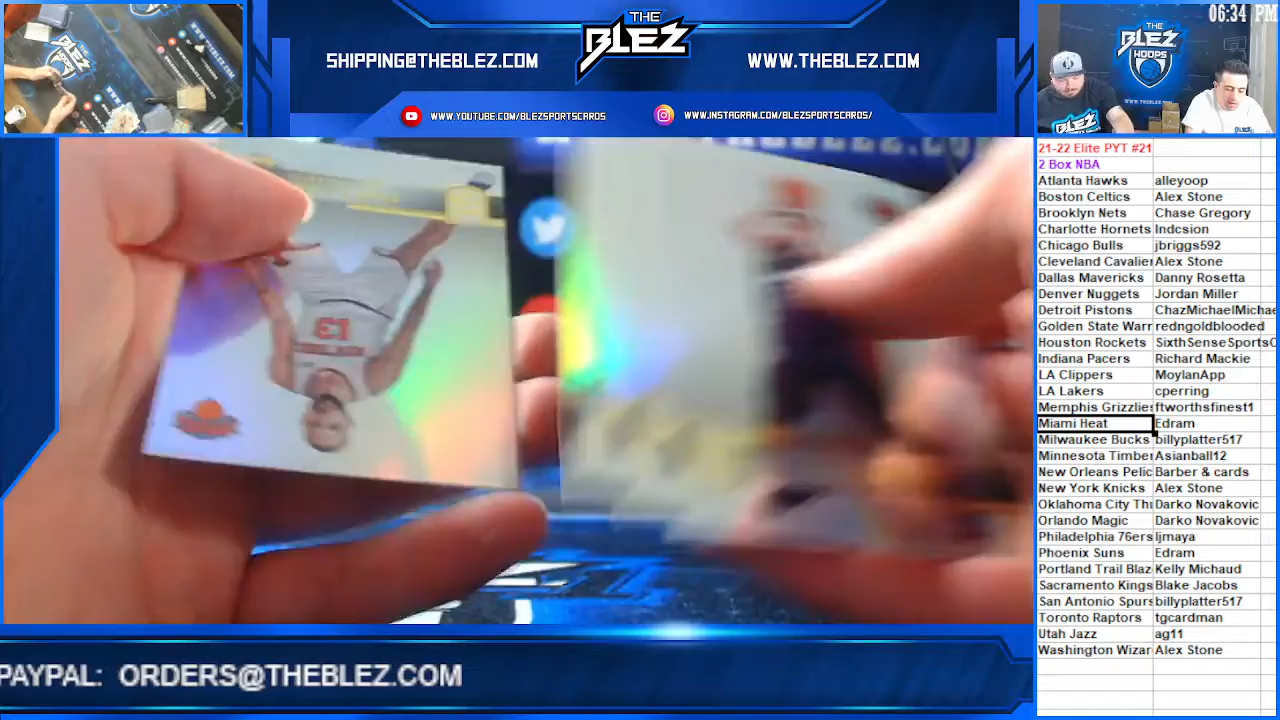 06:34 PM
THE
BLEZ
THE
BLEZ
HOOPS
SHIPPING@THEBLEZ.COM
WWW.THEBLEZ.COM
WWW.YOUTUBE.COM/BLEZSPORTSCARDS
WWW.INSTAGRAM.COM/BLEZSPORTSCARDS/
BLEZ
13
21-22 Elite PYT #21
2 Box NBA
Atlanta Hawks alleyoop
Boston Celtics Alex Stone
Brooklyn Nets Chase Gregory
Charlotte Hornets Indcsion
Chicago Bulls jbriggs592
Cleveland Cavalier Alex Stone
Dallas Mavericks Danny Rosetta
Denver Nuggets Jordan Miller
Detroit Pistons ChazMichaelMichae
Golden State Warr redngoldblooded
Houston Rockets SixthSenseSportsC
Indiana Pacers Richard Mackie
LA Clippers MoylanApp
LA Lakers cperring
Memphis Grizzlies ftworthsfinest1
Miami Heat Edram
Milwaukee Bucks billyplatter517
Minnesota Timber Asianball12
New Orleans Pelic Barber & cards
New York Knicks Alex Stone
Oklahoma City Thu Darko Novakovic
Orlando Magic Darko Novakovic
Philadelphia 76ers ljmaya
Phoenix Suns Edram
Portland Trail Blaz Kelly Michaud
Sacramento Kings Blake Jacobs
San Antonio Spurs billyplatter517
Toronto Raptors tgcardman
Utah Jazz ag11
Washington Wizar Alex Stone
PAYPAL: ORDERS@THEBLEZ.COM